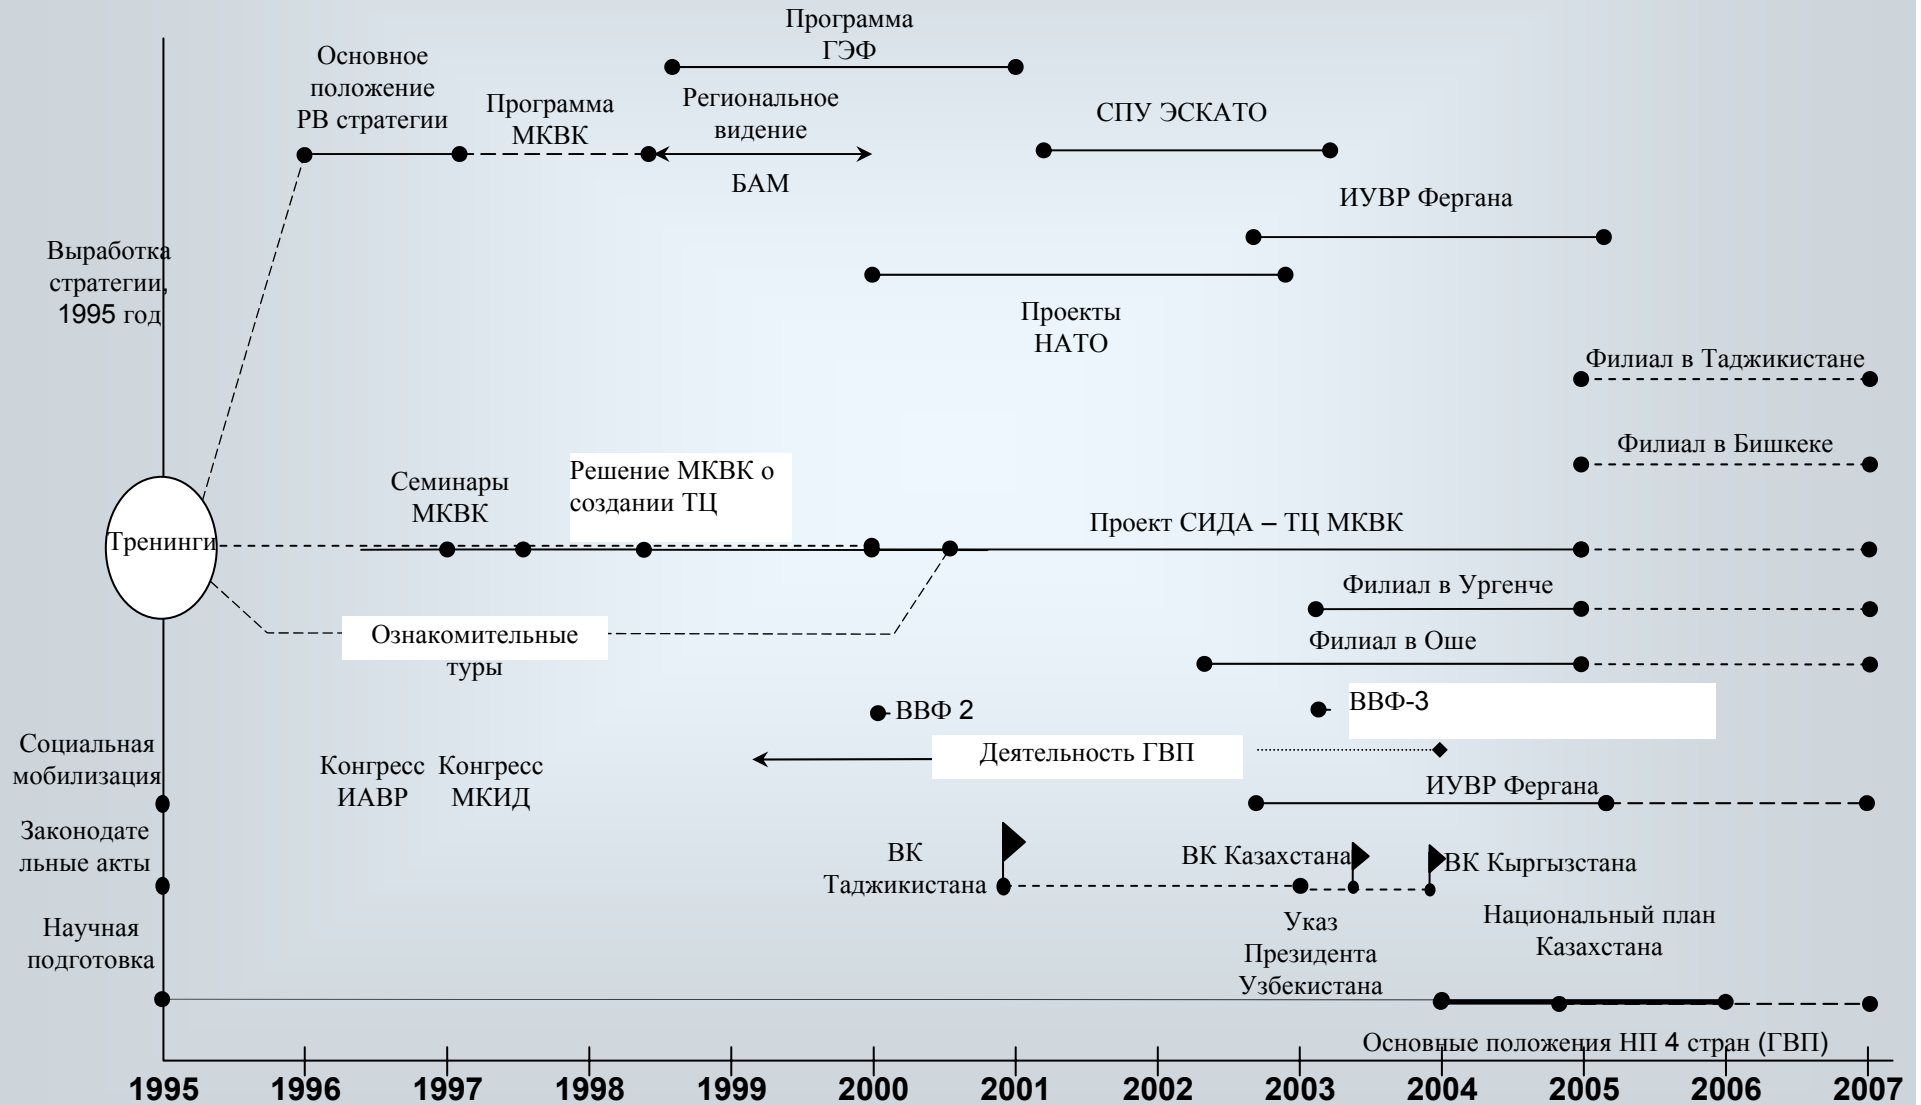 Программа
ГЭФ
Основное
положение
РВ стратегии
Программа
МКВК
Региональное
видение
БАМ
СПУ ЭСКАТО
ИУВР Фергана
Выработка
стратегии,
1995 год
Проекты
НАТО
Филиал в Таджикистане
Филиал в Бишкеке
Семинары
МКВК
Решение МКВК о
создании ТЦ
Проект СИДА – ТЦ МКВК
Тренинги
Филиал в Ургенче
Ознакомительные
туры
Филиал в Оше
ВВФ 2
ВВФ-3
Социальная
мобилизация
Конгресс
ИАВР
Конгресс
МКИД
Деятельность ГВП
ИУВР Фергана
Законодате
льные акты
ВК
Таджикистана
ВК Казахстана
ВК Кыргызстана
Научная
подготовка
Указ
Президента
Узбекистана
Национальный план
Казахстана
Основные положения НП 4 стран (ГВП)
1995 1996 1997 1998 1999 2000 2001 2002 2003 2004 2005 2006 2007